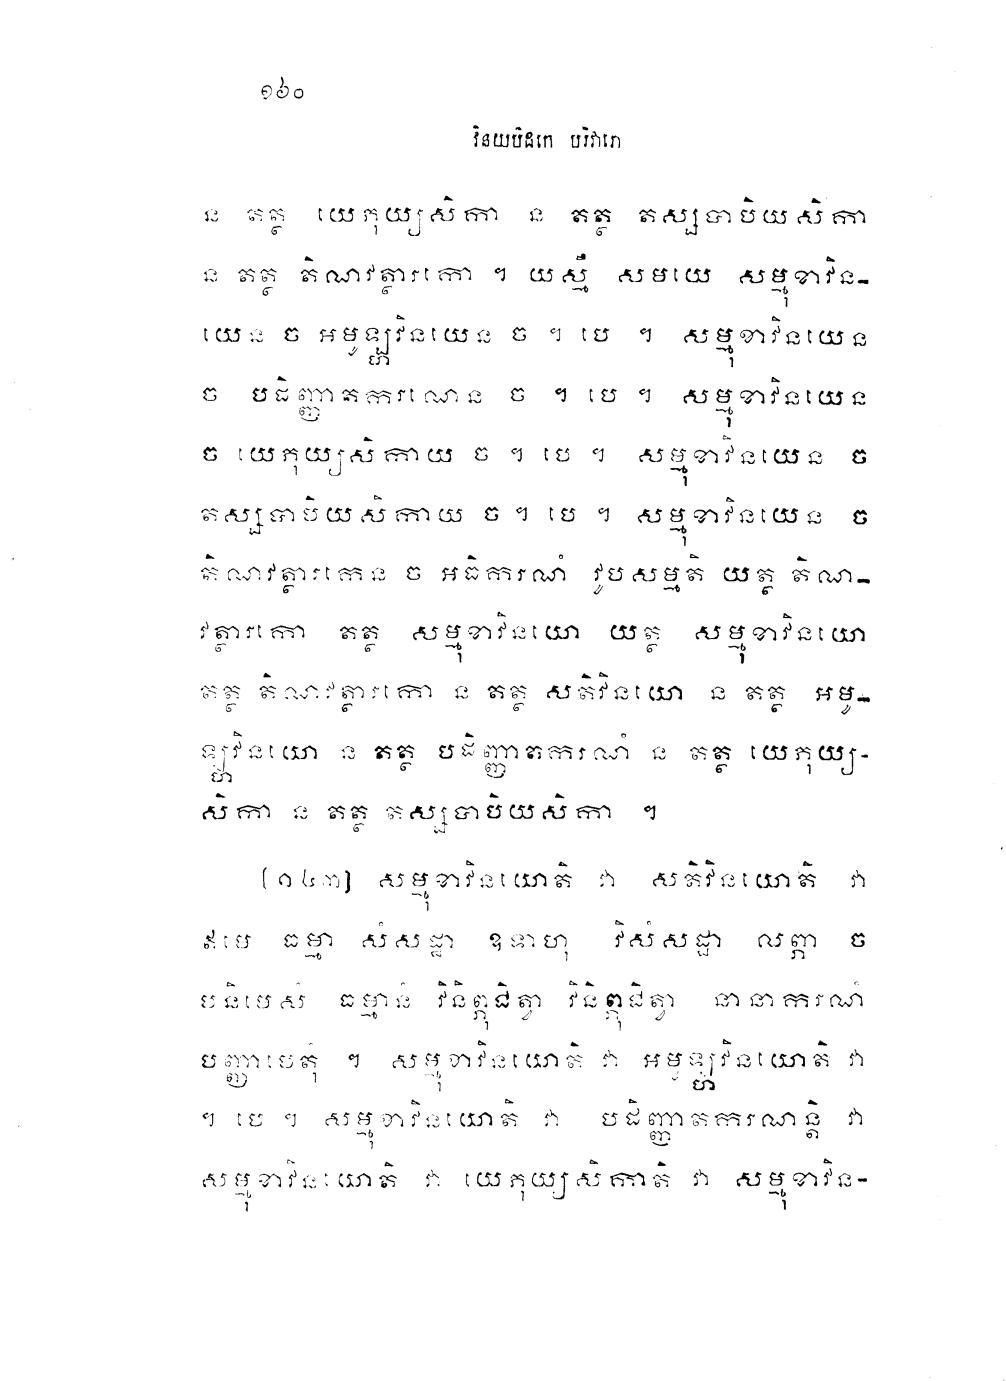 ១៦០
វិនយបិដកេ បរិវារោ
ន តត្ថ យេភុយ្យសិកា ន តត្ថ តស្សបាបិយសិកា
ន តត្ថ តិណវត្ថារកោ ។ យស្មឹ សមយេ សម្មុខាវិន-
យេន ច អមូឡ្ហវិនយេន ច ។ បេ ។ សម្មុខាវិនយេន
ច បដិញ្ញាតករណេន ច ។ បេ ។ សម្មុខាវិនយេន
ច យេភុយ្យសិកាយ ច ។ បេ ។ សម្មុខាវិនយេន ច
តស្សបាបិយសិកាយ ច ។ បេ ។ សម្មុខាវិនយេន ច
តិណវត្ថារកេន ច អធិករណំ វូបសម្មតិ យត្ថ តិណ-
វត្ថារកោ តត្ថ សម្មុខាវិនយោ យត្ថ សម្មុខាវិនយោ
តត្ថ តិណវត្ថារកោ ន តត្ថ សតិវិនយោ ន តត្ថ អមូ-
ឡ្ហវិនយោ ន តត្ថ បដិញ្ញាតករណំ ន តត្ថ យេភុយ្យ-
សិកា ន តត្ថ តស្សបាបិយសិកា ។
[១៤៣] សម្មុខាវិនយោតិ វា សតិវិនយោតិ វា
ឥមេ ធម្មា សំសដ្ឋា ឧទាហុ វិសំសដ្ឋា លព្ភា ច
បនិមេសំ ធម្មានំ វិនិព្ភុជិត្វា វិនិព្ភុជិត្វា នានាករណំ
បញ្ញាបេតុំ ។ សម្មុខាវិនយោតិ វា អមូឡ្ហវិនយោតិ វា
។ បេ ។ សម្មុខាវិនយោតិ វា បដិញ្ញាតករណន្តិ វា
សម្មុខាវិនយោតិ វា យេភុយ្យសិកាតិ វា សម្មុខាវិន-